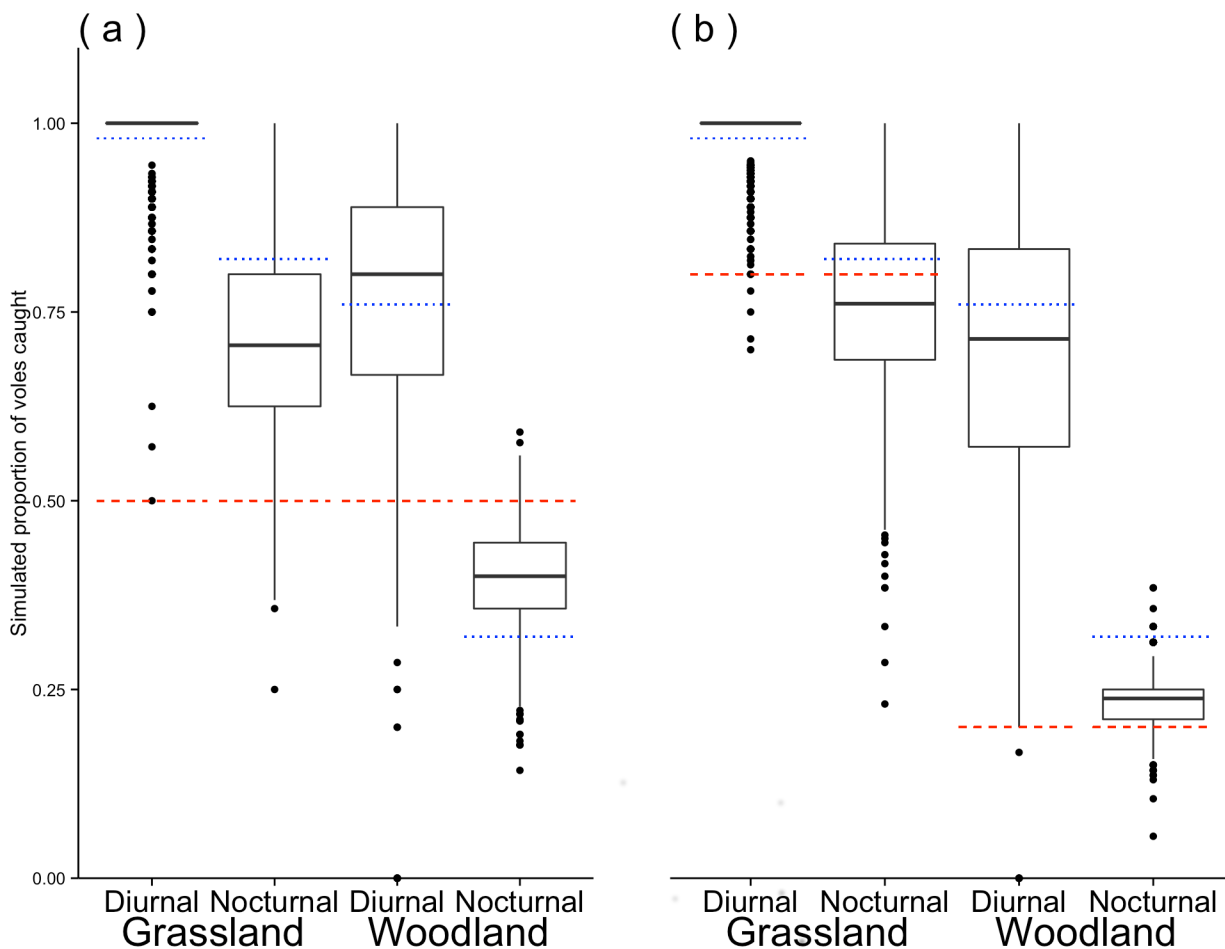 ( a ) ( b )
Simulated proportion of voles caught
1.00
0.75
0.50
0.25
0.00
Diurnal Nocturnal Diurnal Nocturnal Diurnal Nocturnal Diurnal Nocturnal
Grassland Woodland Grassland Woodland